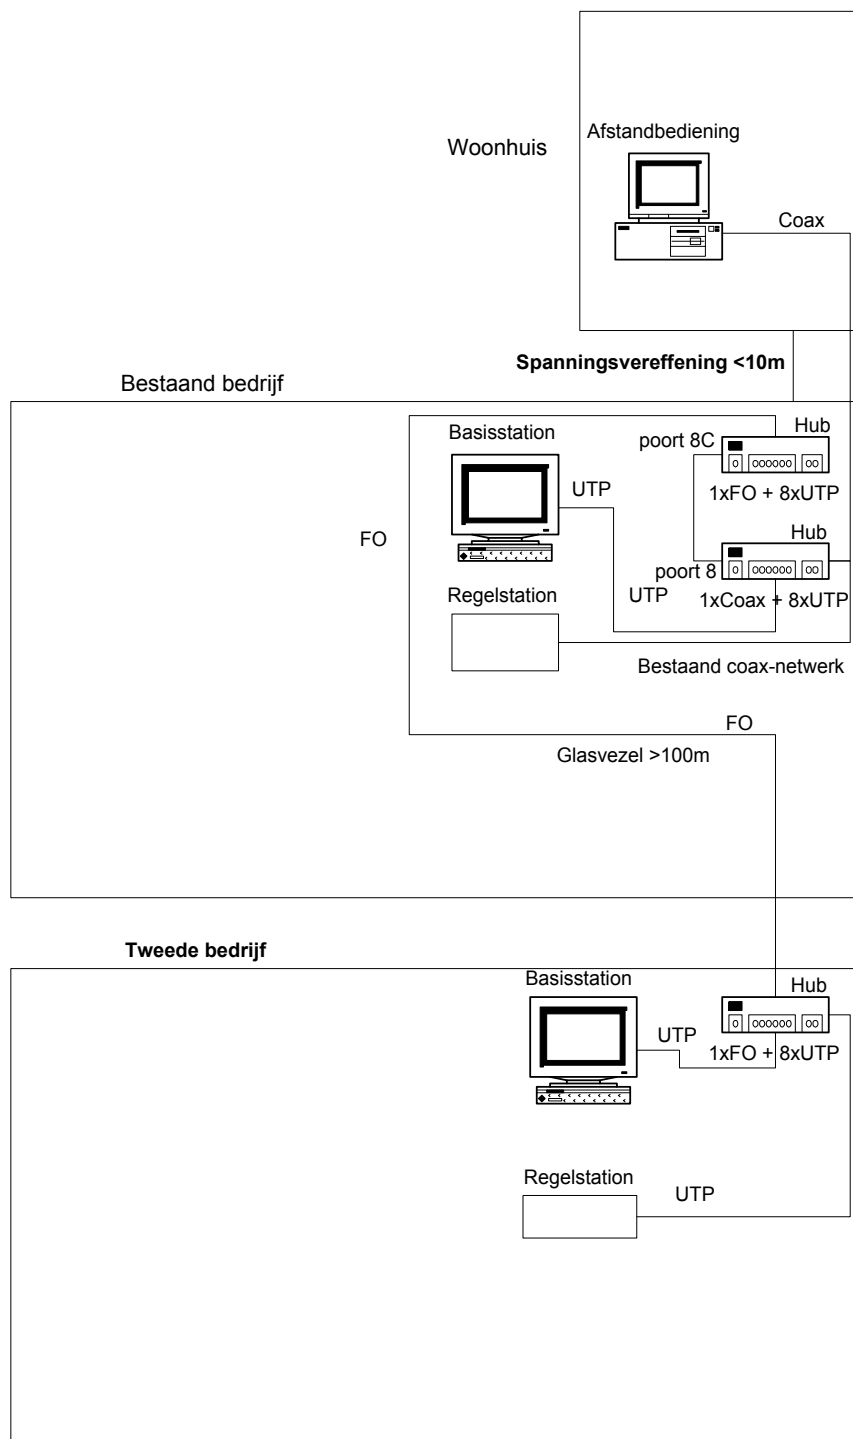 Woonhuis
Afstandbediening
Coax
Spanningsvereffening <10m
Bestaand bedrijf
Basisstation
Hub
poort 8C
1xFO + 8xUTP
UTP
FO
Hub
poort 8
1xCoax + 8xUTP
UTP
Regelstation
Bestaand coax-netwerk
FO
Glasvezel >100m
Tweede bedrijf
Basisstation
Hub
UTP
1xFO + 8xUTP
Regelstation
UTP